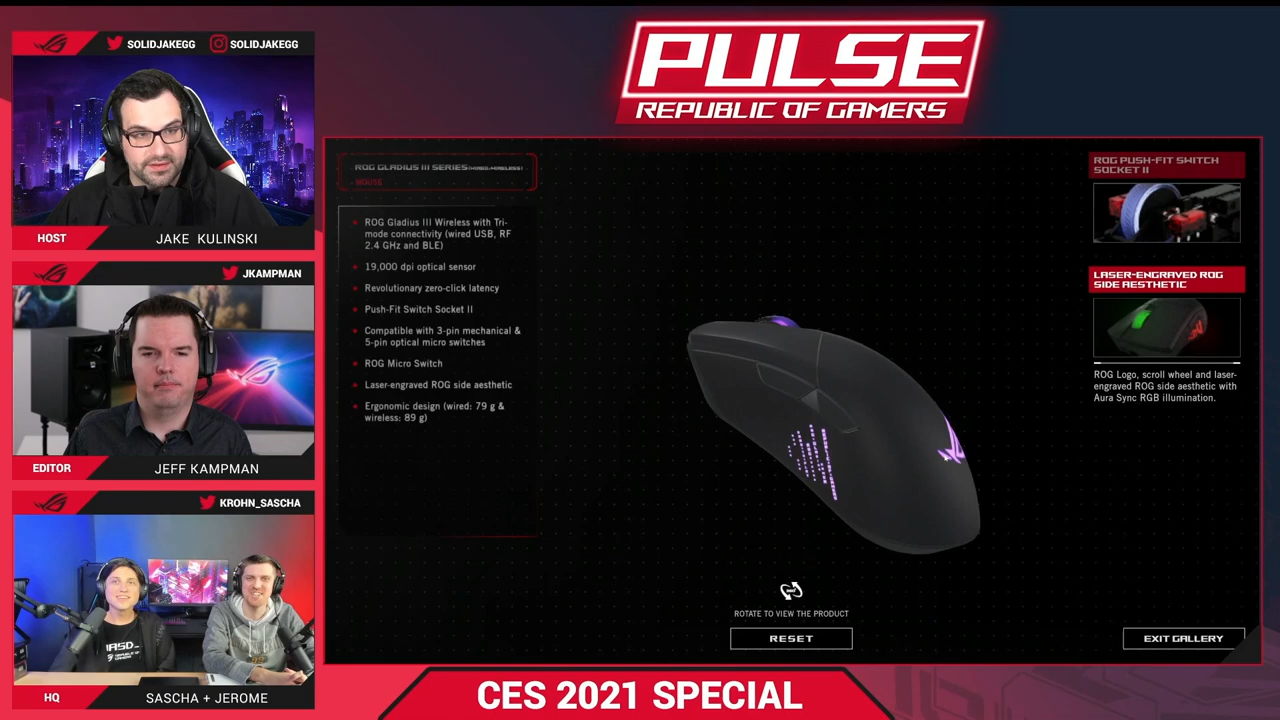 PULSE
REPUBLIC OF GAMERS
SOLIDJAKEGG
SOLIDJAKEGG
HOST
JAKE KULINSKI
JKAMPMAN
EDITOR
JEFF KAMPMAN
KROHN_SASCHA
HQ
SASCHA + JEROME
ROG GLADIUS III SERIES (WIRED/WIRELESS)
MOUSE
ROG Gladius III Wireless with Tri-
mode connectivity (wired USB, RF
2.4 GHz and BLE)
19,000 dpi optical sensor
Revolutionary zero-click latency
Push-Fit Switch Socket II
Compatible with 3-pin mechanical &
5-pin optical micro switches
ROG Micro Switch
Laser-engraved ROG side aesthetic
Ergonomic design (wired: 79 g &
wireless: 89 g)
ROG PUSH-FIT SWITCH
SOCKET II
LASER-ENGRAVED ROG
SIDE AESTHETIC
ROG Logo, scroll wheel and laser-
engraved ROG side aesthetic with
Aura Sync RGB illumination.
ROTATE TO VIEW THE PRODUCT
RESET
EXIT GALLERY
CES 2021 SPECIAL